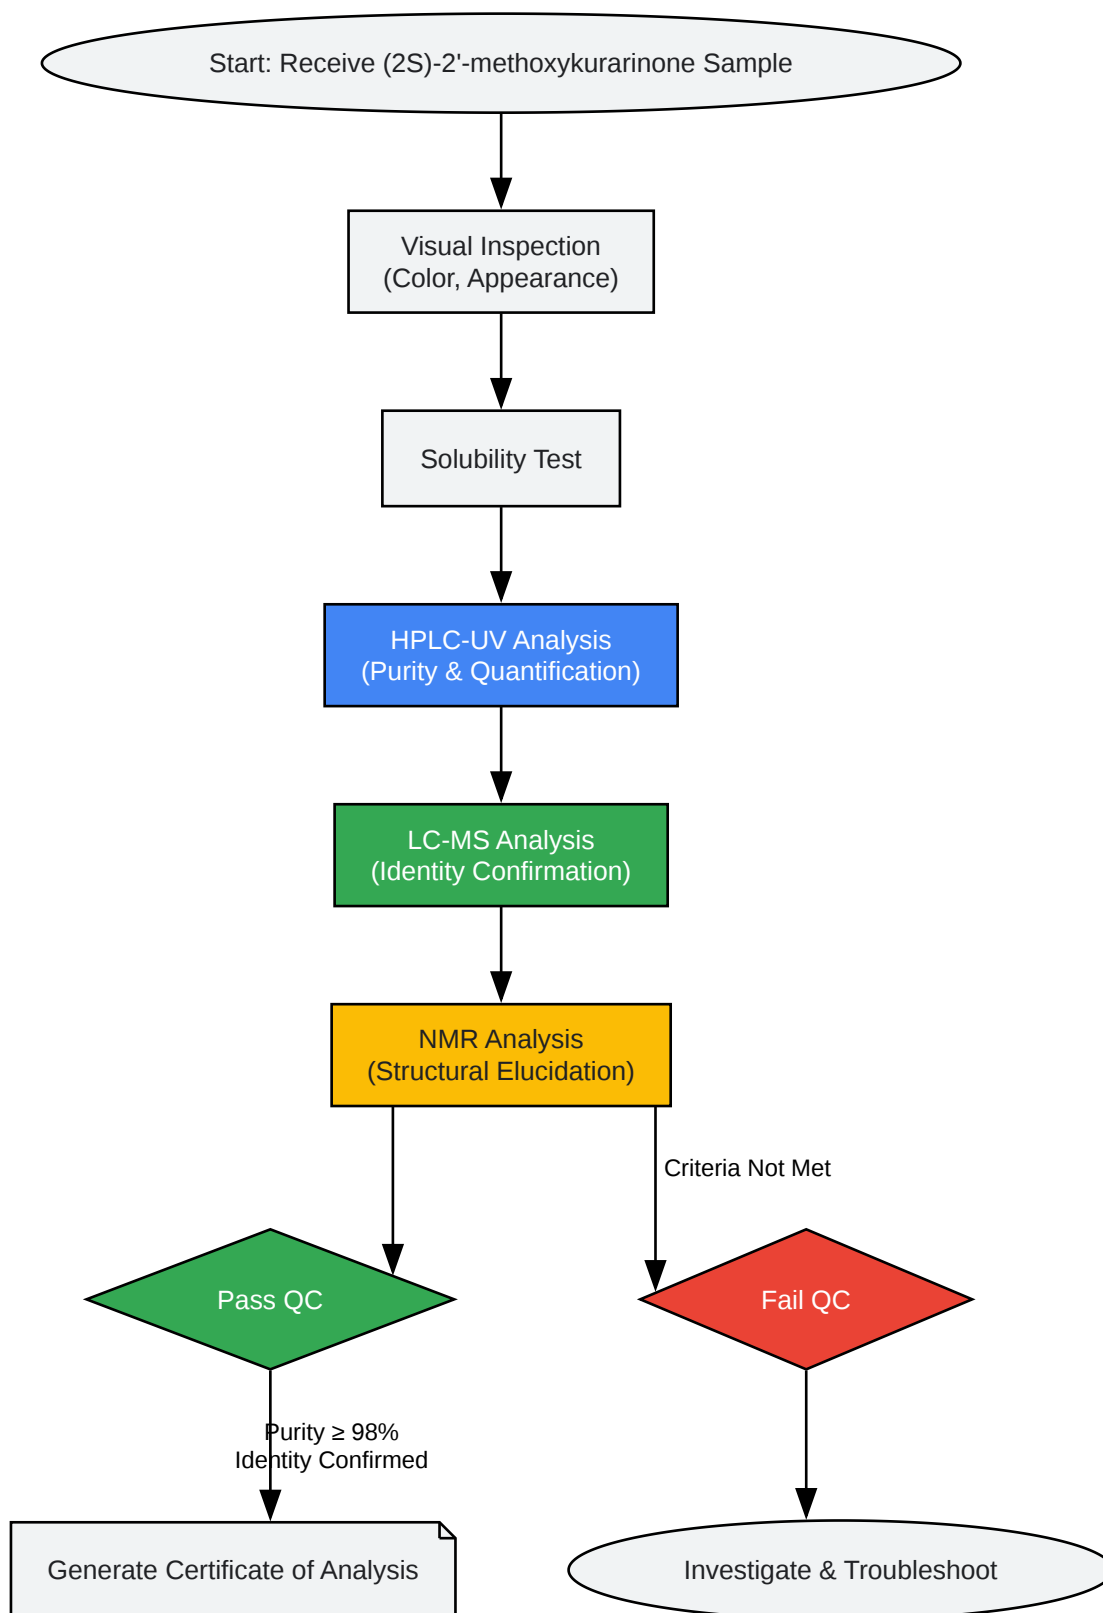 Start: Receive (2S)-2'-methoxykurarinone Sample
Visual Inspection
(Color, Appearance)
Solubility Test
HPLC-UV Analysis
(Purity & Quantification)
LC-MS Analysis
(Identity Confirmation)
NMR Analysis
(Structural Elucidation)
Criteria Not Met
Pass QC
Fail QC
Purity ≥ 98%
Identity Confirmed
Generate Certificate of Analysis
Investigate & Troubleshoot